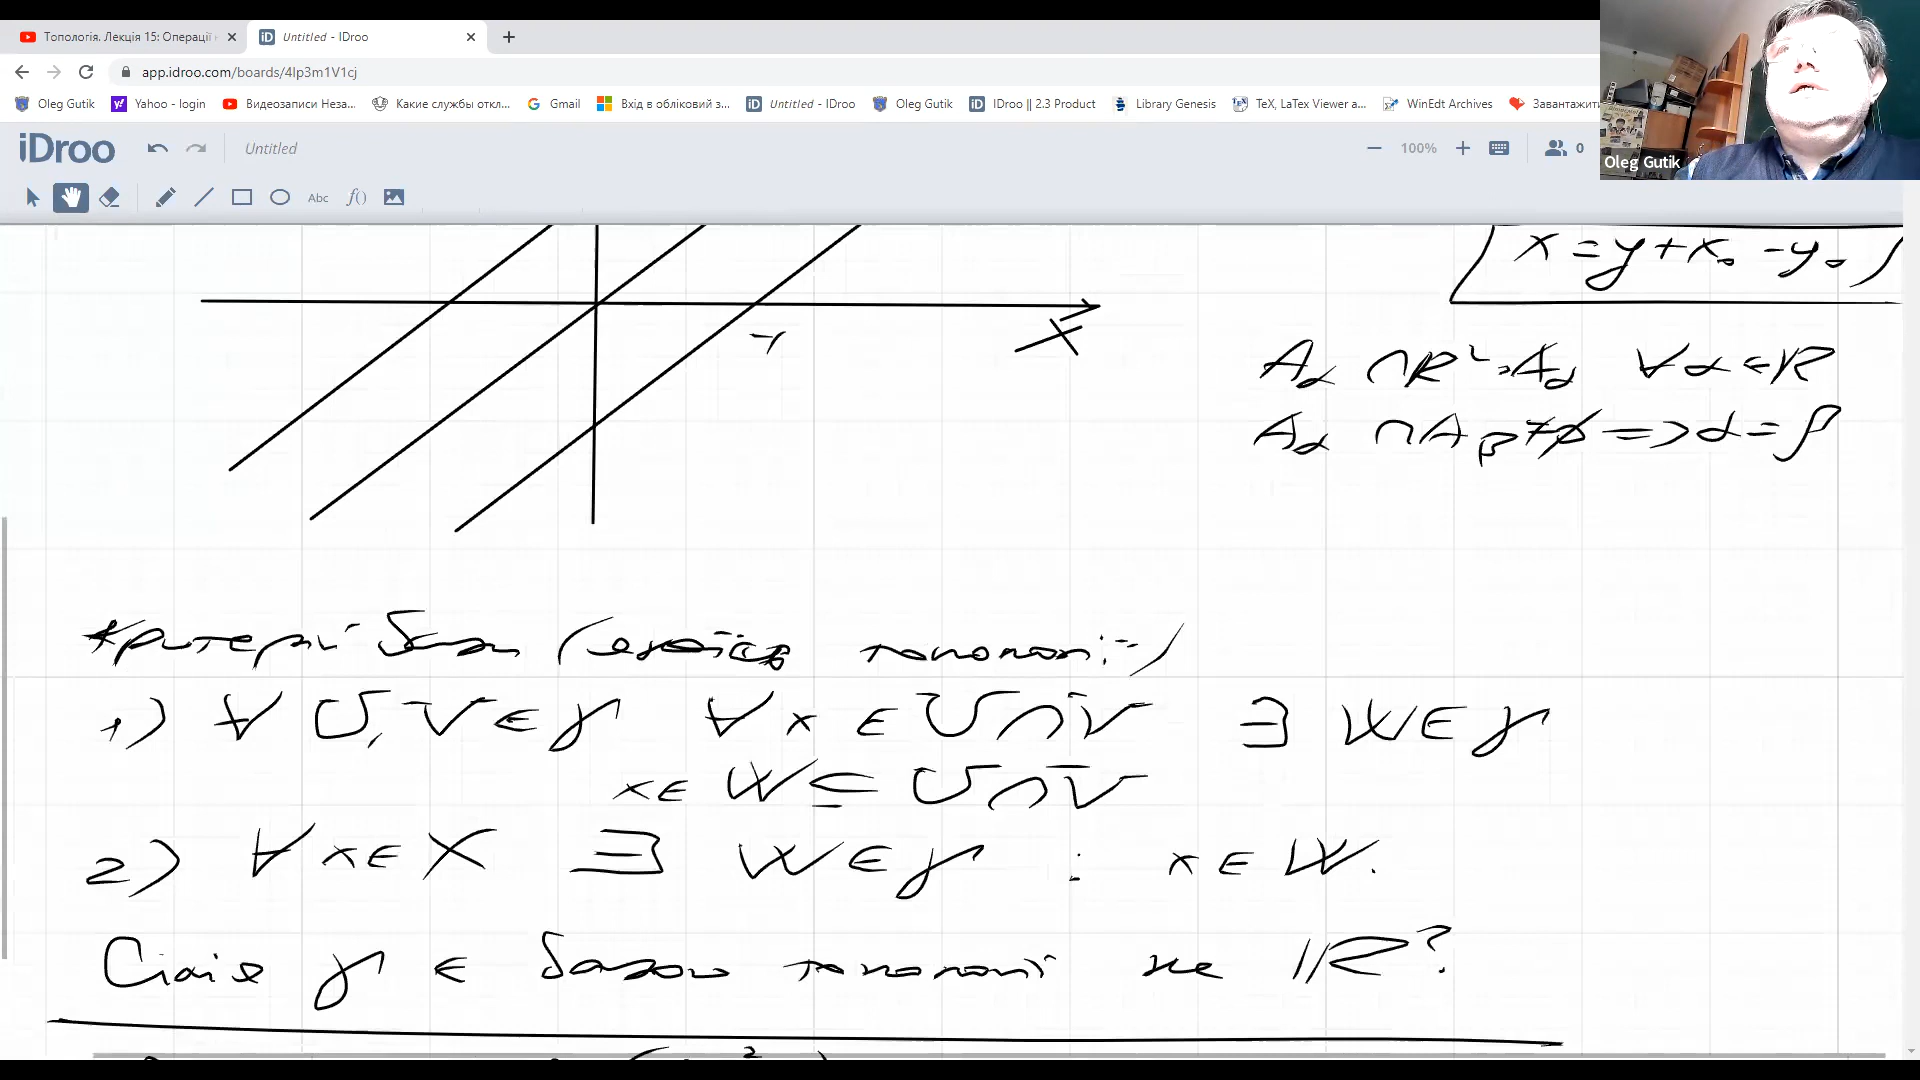 Топологія. Лекція 15: Операції
Untitled - IDroo
app.idroo.com/boards/4lp3m1V1cj
Oleg Gutik Yahoo - login Видеозаписи Неза... Какие службы откл... Gmail Вхід в обліковий з... Untitled - IDroo Oleg Gutik IDroo || 2.3 Product Library Genesis TeX, LaTex Viewer a... WinEdt Archives Завантажити
iDroo Untitled 100% 0
Oleg Gutik
Abc f()
x = y + x₀ - y₀
X
A_α ∩ ℝ² = A_α ∀α ∈ ℝ
A_α ∩ A_β ≠ ∅ => α = β
Критерій бази (топології)
1) ∀ U, V ∈ γ ∀ x ∈ U ∩ V ∃ W ∈ γ
x ∈ W ⊆ U ∩ V
2) ∀ x ∈ X ∃ W ∈ γ : x ∈ W.
Сім'я γ є базою топології на ℝ²?